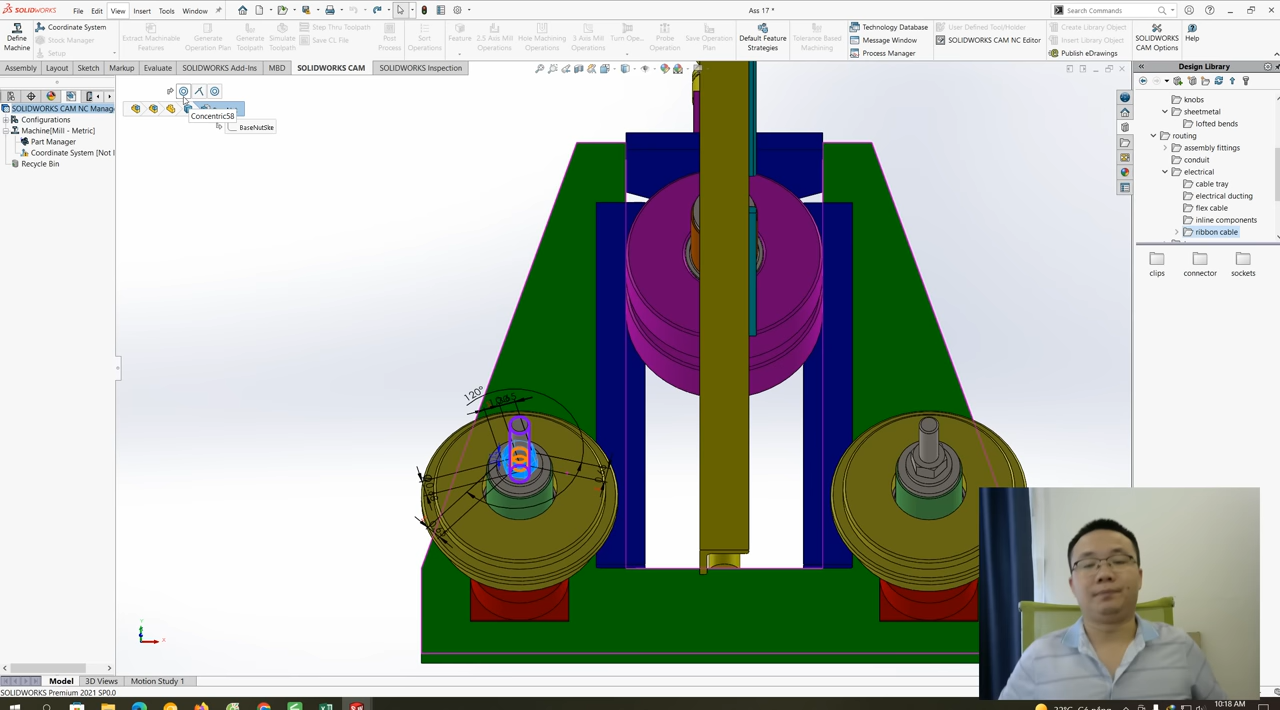 SOLIDWORKS
File Edit View Insert Tools Window
Ass 17 *
Search Commands
Define Machine
Coordinate System
Stock Manager
Setup
Extract Machinable Features
Generate Operation Plan
Generate Toolpath
Simulate Toolpath
Step Thru Toolpath
Save CL File
Post Process
Sort Operations
Feature
2.5 Axis Mill Operations
Hole Machining Operations
3 Axis Operations
Turn Ope... Operations
Probe Operation
Save Operation Plan
Default Feature Strategies
Tolerance Based Machining
Technology Database
Message Window
Process Manager
User Defined Tool/Holder
SOLIDWORKS CAM NC Editor
Create Library Object
Insert Library Object
Publish eDrawings
SOLIDWORKS CAM Options
Help
Assembly Layout Sketch Markup Evaluate SOLIDWORKS Add-Ins MBD SOLIDWORKS CAM SOLIDWORKS Inspection
SOLIDWORKS CAM NC Manag
Configurations
Machine[Mill - Metric]
Part Manager
Coordinate System [Not I
Recycle Bin
Concentric58
BaseNutSke
120°
Design Library
knobs
sheetmetal
lofted bends
routing
assembly fittings
conduit
electrical
cable tray
electrical ducting
flex cable
inline components
ribbon cable
clips connector sockets
Model 3D Views Motion Study 1
SOLIDWORKS Premium 2021 SP0.0
10:18 AM